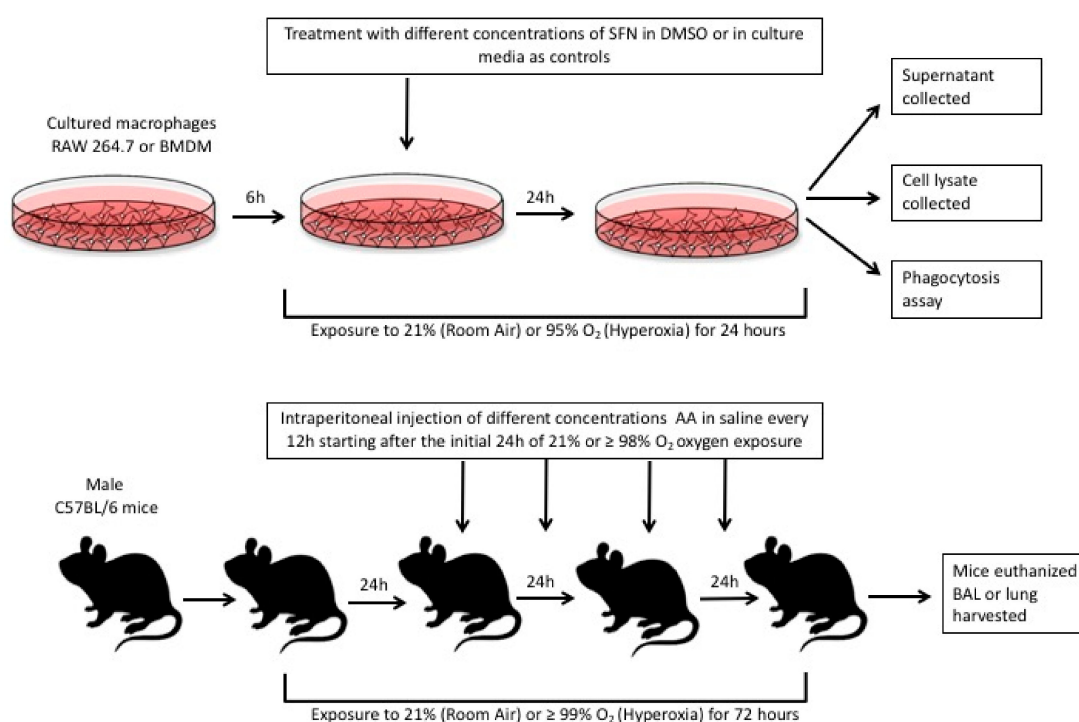 Treatment with different concentrations of SFN in DMSO or in culture
media as controls
Supernatant
collected
Cultured macrophages
RAW 264.7 or BMDM
6h
24h
Cell lysate
collected
Phagocytosis
assay
Exposure to 21% (Room Air) or 95% O₂ (Hyperoxia) for 24 hours
Intraperitoneal injection of different concentrations AA in saline every
12h starting after the initial 24h of 21% or ≥ 98% O₂ oxygen exposure
Male
C57BL/6 mice
24h
24h
24h
Mice euthanized
BAL or lung
harvested
Exposure to 21% (Room Air) or ≥ 99% O₂ (Hyperoxia) for 72 hours